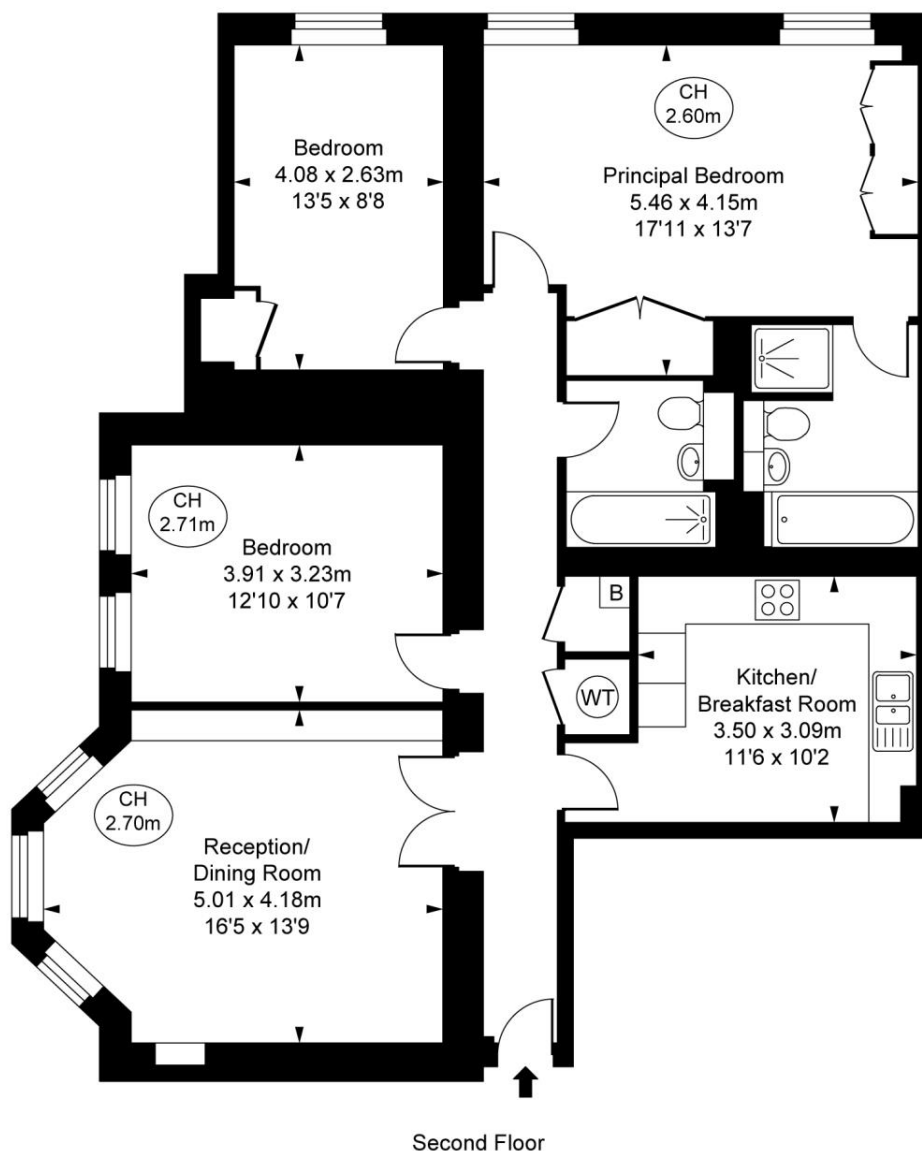 CH
2.60m
Bedroom
4.08 x 2.63m
13'5 x 8'8
Principal Bedroom
5.46 x 4.15m
17'11 x 13'7
CH
2.71m
Bedroom
3.91 x 3.23m
12'10 x 10'7
B
WT
Kitchen/
Breakfast Room
3.50 x 3.09m
11'6 x 10'2
CH
2.70m
Reception/
Dining Room
5.01 x 4.18m
16'5 x 13'9
Second Floor